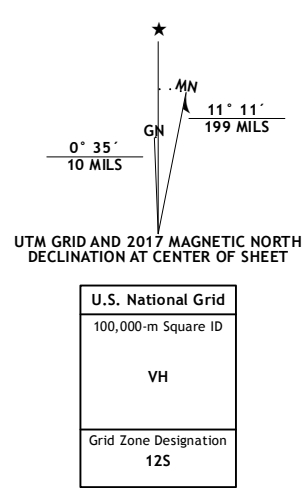 ★
MN
11° 11´
199 MILS
GN
0° 35´
10 MILS
UTM GRID AND 2017 MAGNETIC NORTH
DECLINATION AT CENTER OF SHEET
U.S. National Grid
100,000-m Square ID
VH
Grid Zone Designation
12S